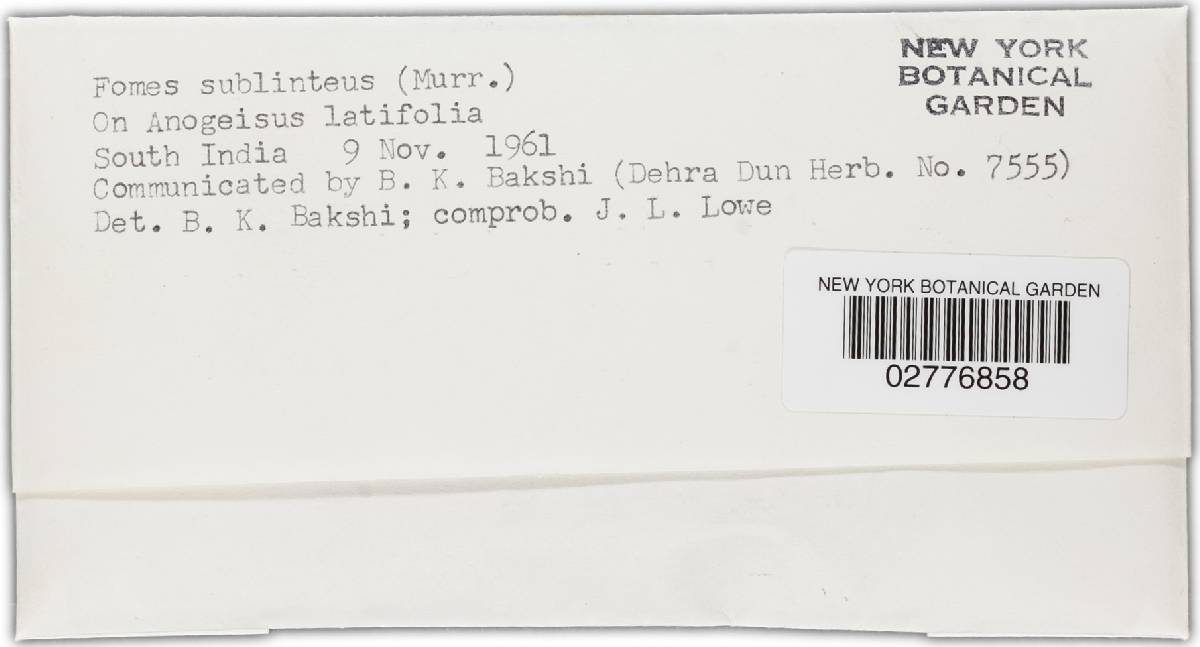 Fomes sublinteus (Murr.)
On Anogeisus latifolia
South India 9 Nov. 1961
Communicated by B. K. Bakshi (Dehra Dun Herb. No. 7555)
Det. B. K. Bakshi; comprob. J. L. Lowe
NEW YORK
BOTANICAL
GARDEN
NEW YORK BOTANICAL GARDEN
02776858